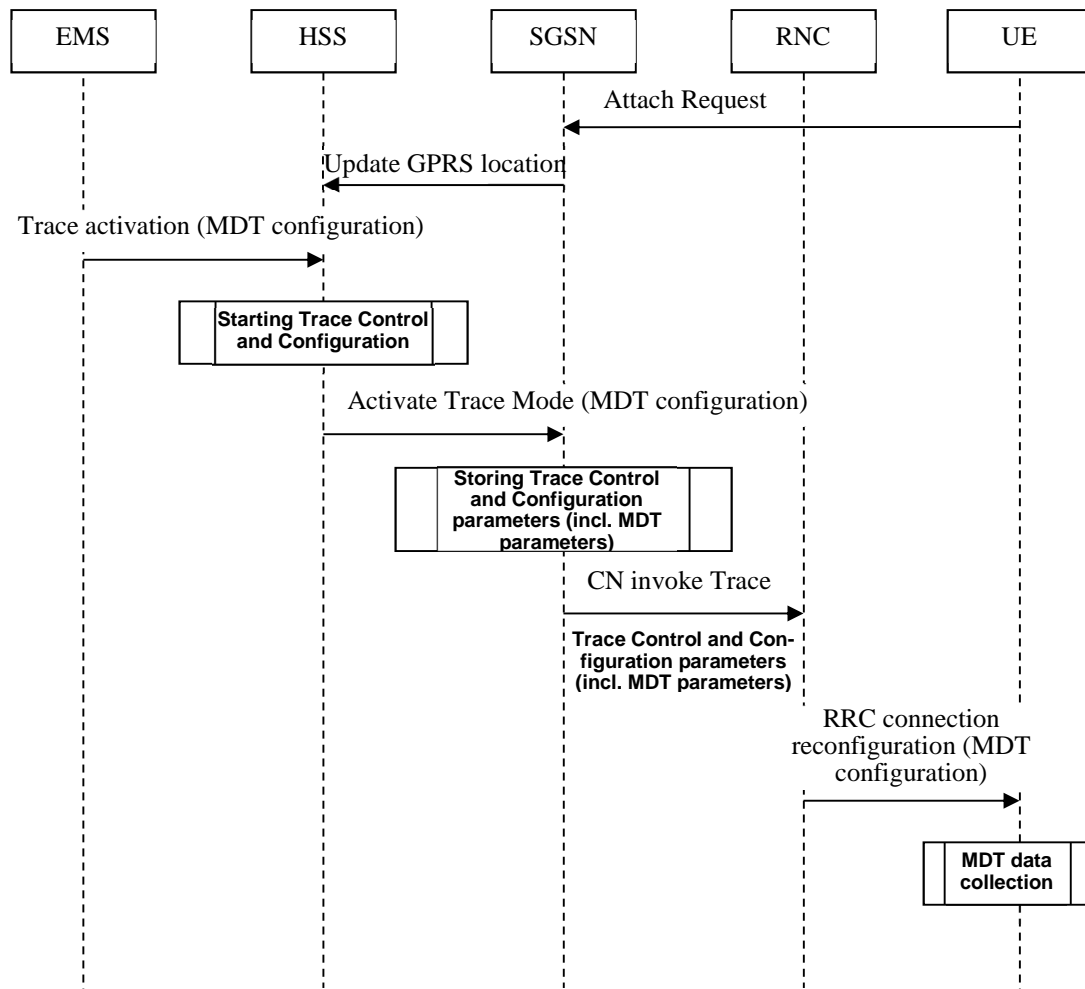 EMS
HSS
SGSN
RNC
UE
Attach Request
Update GPRS location
Trace activation (MDT configuration)
Starting Trace Control
and Configuration
Activate Trace Mode (MDT configuration)
Storing Trace Control
and Configuration
parameters (incl. MDT
parameters)
CN invoke Trace
Trace Control and Con-
figuration parameters
(incl. MDT parameters)
RRC connection
reconfiguration (MDT
configuration)
MDT data
collection